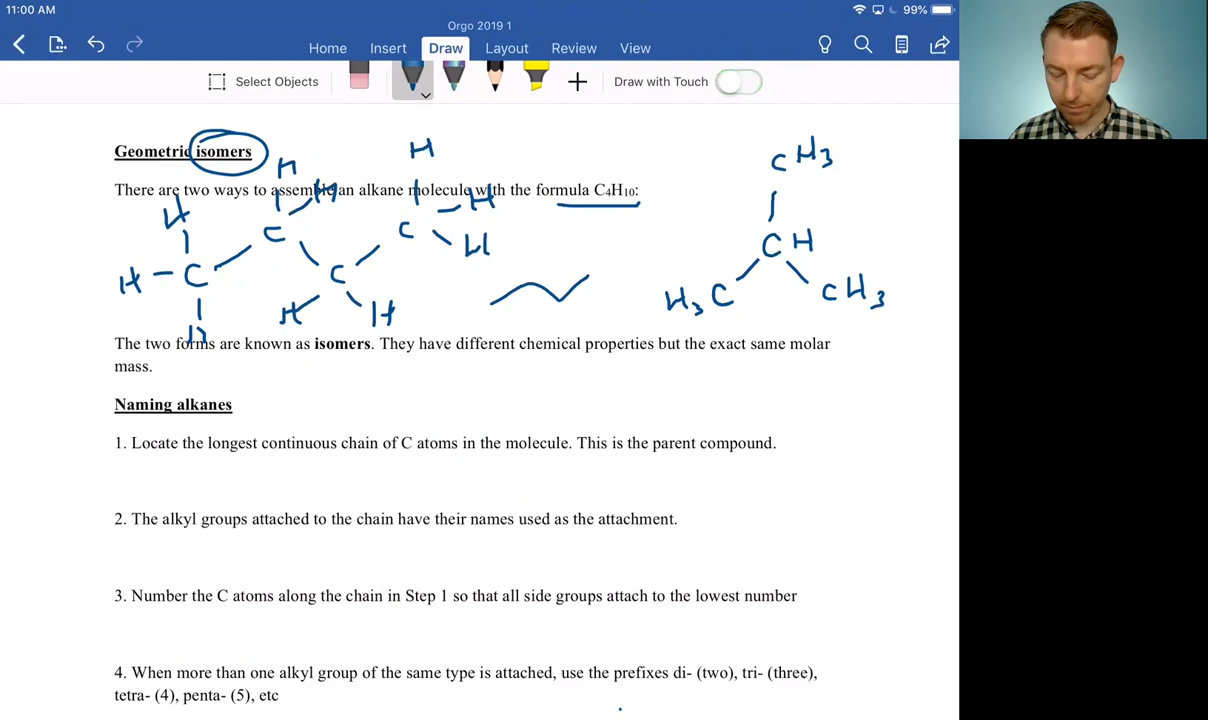 11:00 AM
99%
Orgo 2019 1
Home Insert Draw Layout Review View
Select Objects
Draw with Touch
Geometric isomers
There are two ways to assemble an alkane molecule with the formula C₄H₁₀:
H H H H H CH₃
H C C C C H CH
H H H₃C CH₃
H
The two forms are known as isomers. They have different chemical properties but the exact same molar
mass.
Naming alkanes
1. Locate the longest continuous chain of C atoms in the molecule. This is the parent compound.
2. The alkyl groups attached to the chain have their names used as the attachment.
3. Number the C atoms along the chain in Step 1 so that all side groups attach to the lowest number
4. When more than one alkyl group of the same type is attached, use the prefixes di- (two), tri- (three),
tetra- (4), penta- (5), etc